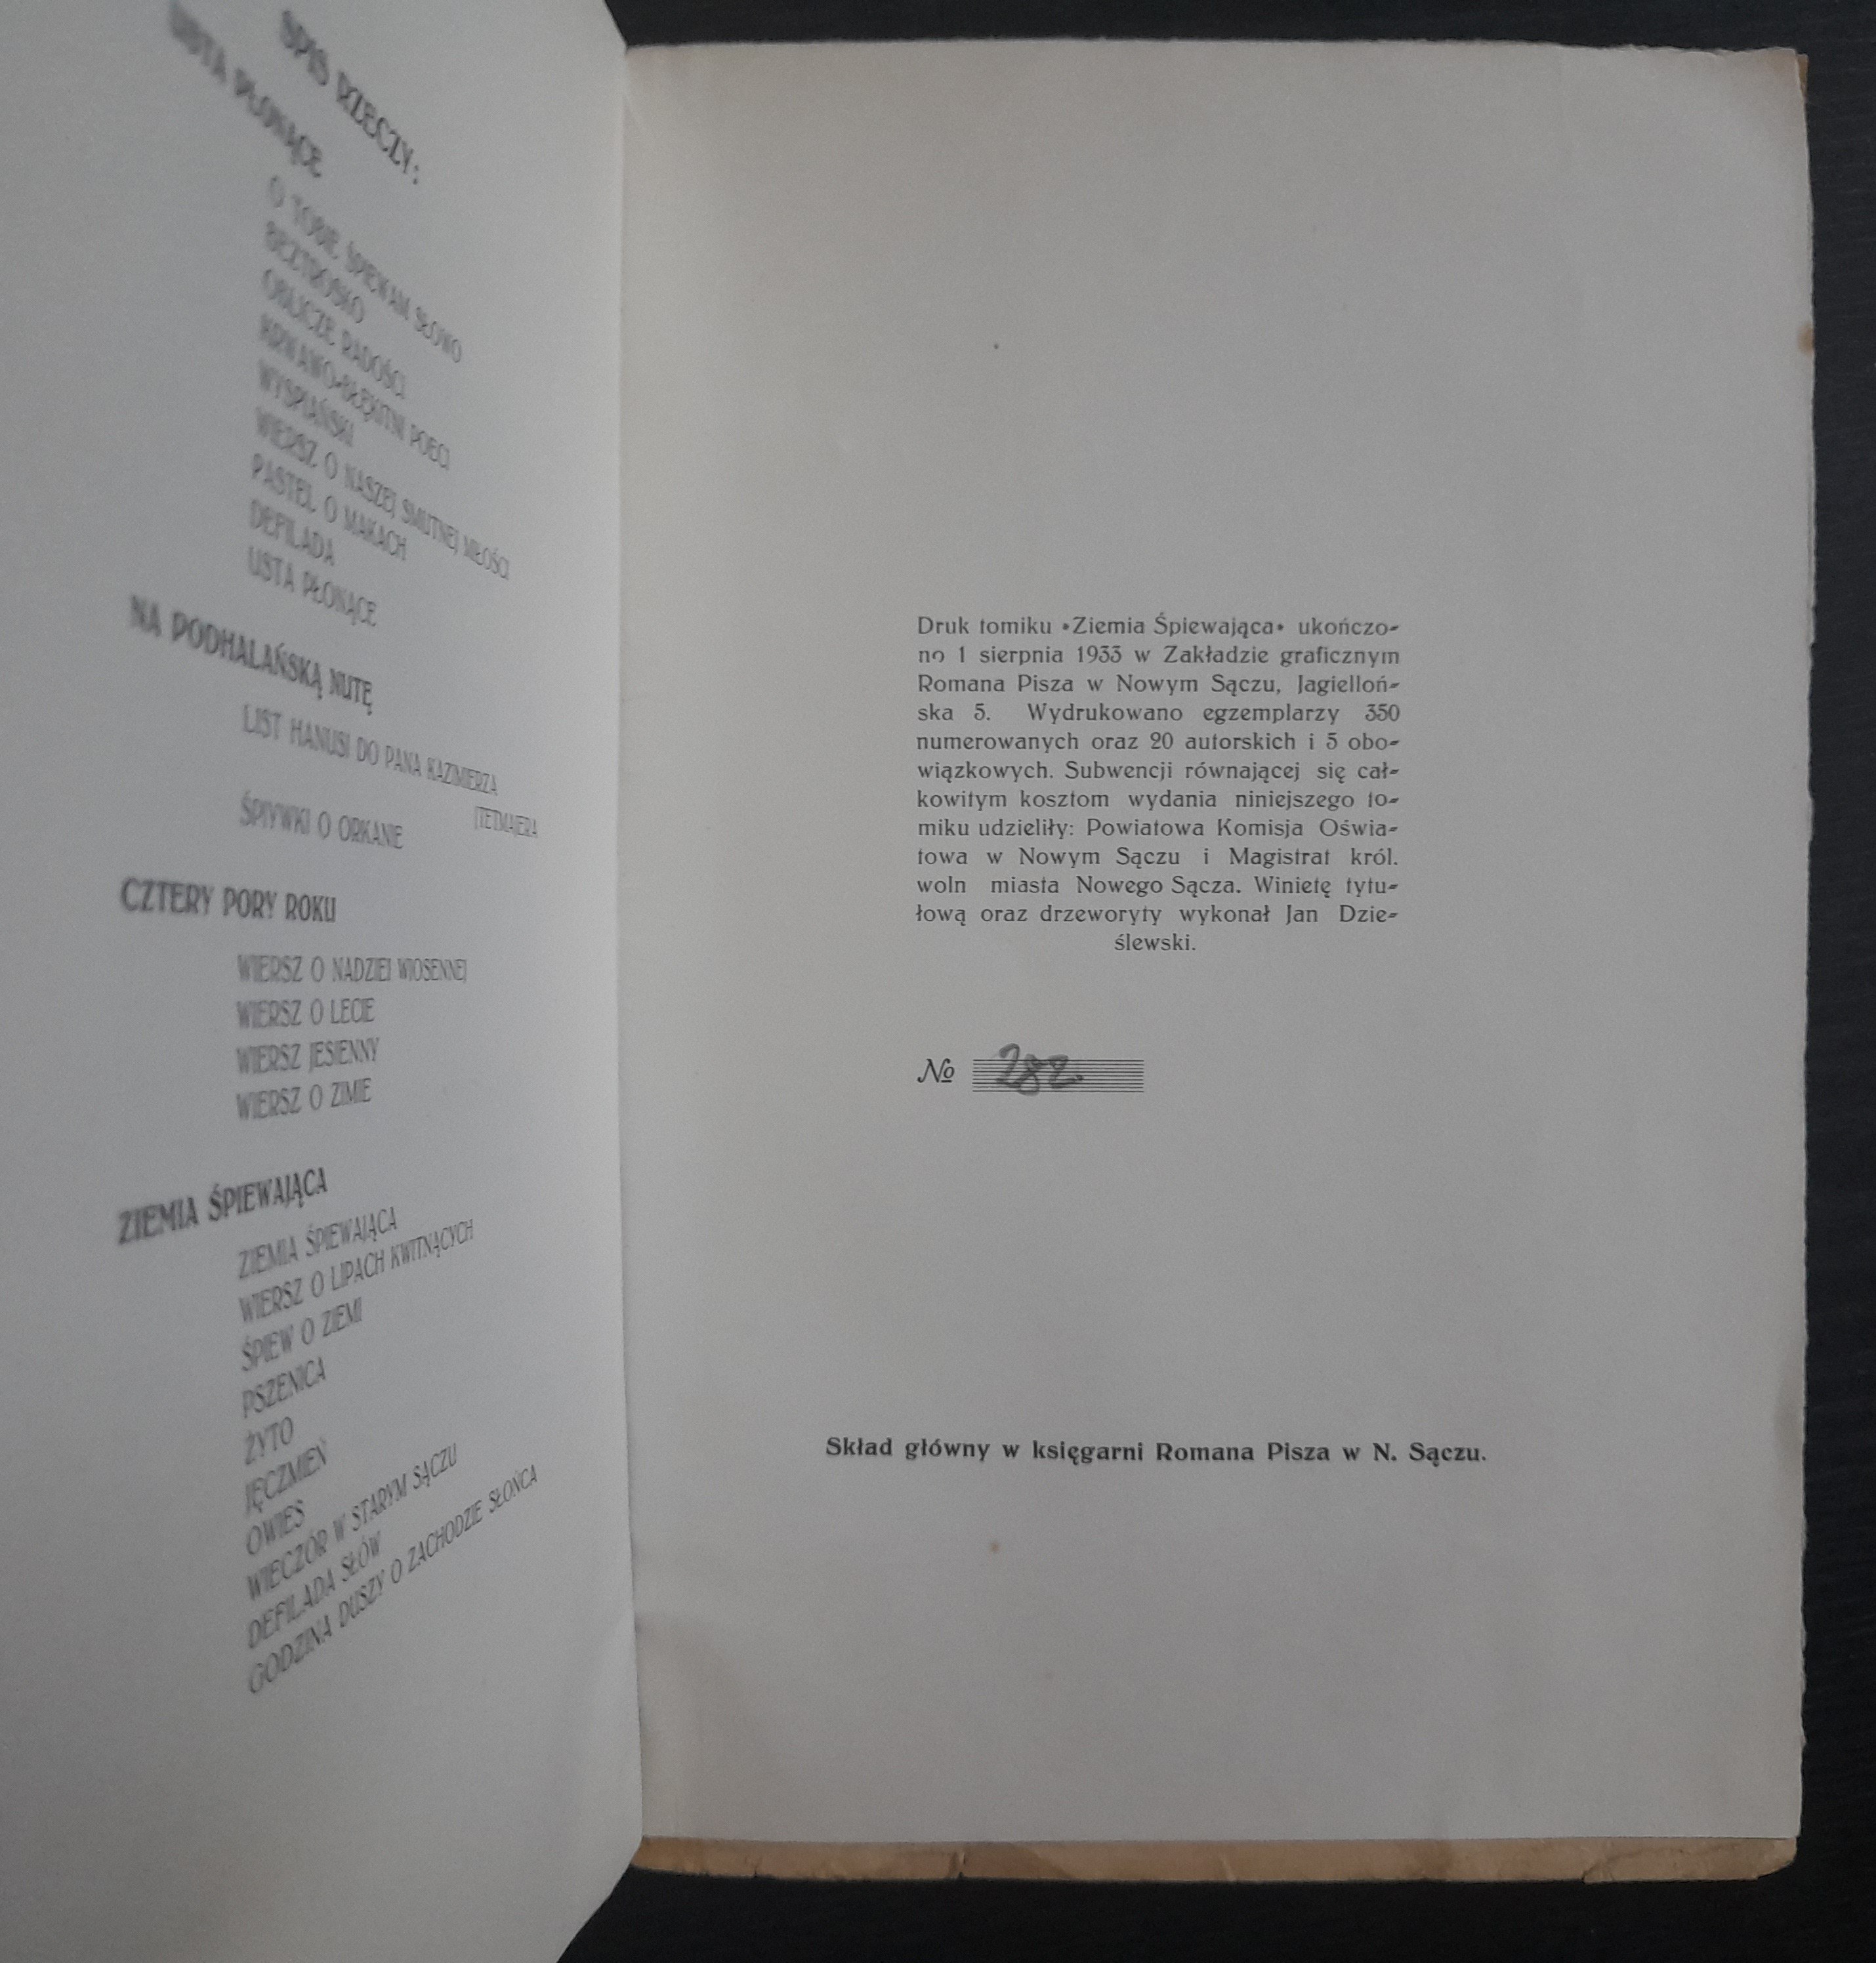 SPIS RZECZY:
USTA PŁONĄCE
O TOBIE ŚPIEWAM SŁOWO
BEZTROSKO
OBLICZE RADOŚCI
KRWAWO-BŁĘKITNI POECI
WYSPIAŃSKI
WIERSZ O NASZEJ SMUTNEJ MIŁOŚCI
PASTEL O MAKACH
DEFILADA
USTA PŁONĄCE
NA PODHALAŃSKĄ NUTĘ
LIST HANUSI DO PANA KAZIMIERZA
[TETMAJERA
ŚPIYWKI O ORKANIE
CZTERY PORY ROKU
WIERSZ O NADZIEI WIOSENNEJ
WIERSZ O LECIE
WIERSZ JESIENNY
WIERSZ O ZIMIE
ZIEMIA ŚPIEWAJĄCA
ZIEMIA ŚPIEWAJĄCA
WIERSZ O LIPACH KWITNĄCYCH
ŚPIEW O ZIEMI
PSZENICA
ŻYTO
JĘCZMIEŃ
OWIES
WIECZÓR W STARYM SĄCZU
DEFILADA SŁÓW
GODZINA DUSZY O ZACHODZIE SŁOŃCA
Druk tomiku »Ziemia Śpiewająca« ukończo-
no 1 sierpnia 1933 w Zakładzie graficznym
Romana Pisza w Nowym Sączu, Jagielloń-
ska 5. Wydrukowano egzemplarzy 350
numerowanych oraz 20 autorskich i 5 obo-
wiązkowych. Subwencji równającej się cał-
kowitym kosztom wydania niniejszego to-
miku udzieliły: Powiatowa Komisja Oświa-
towa w Nowym Sączu i Magistrat król.
woln miasta Nowego Sącza. Winietę tytu-
łową oraz drzeworyty wykonał Jan Dzie-
ślewski.
№ 282.
Skład główny w księgarni Romana Pisza w N. Sączu.